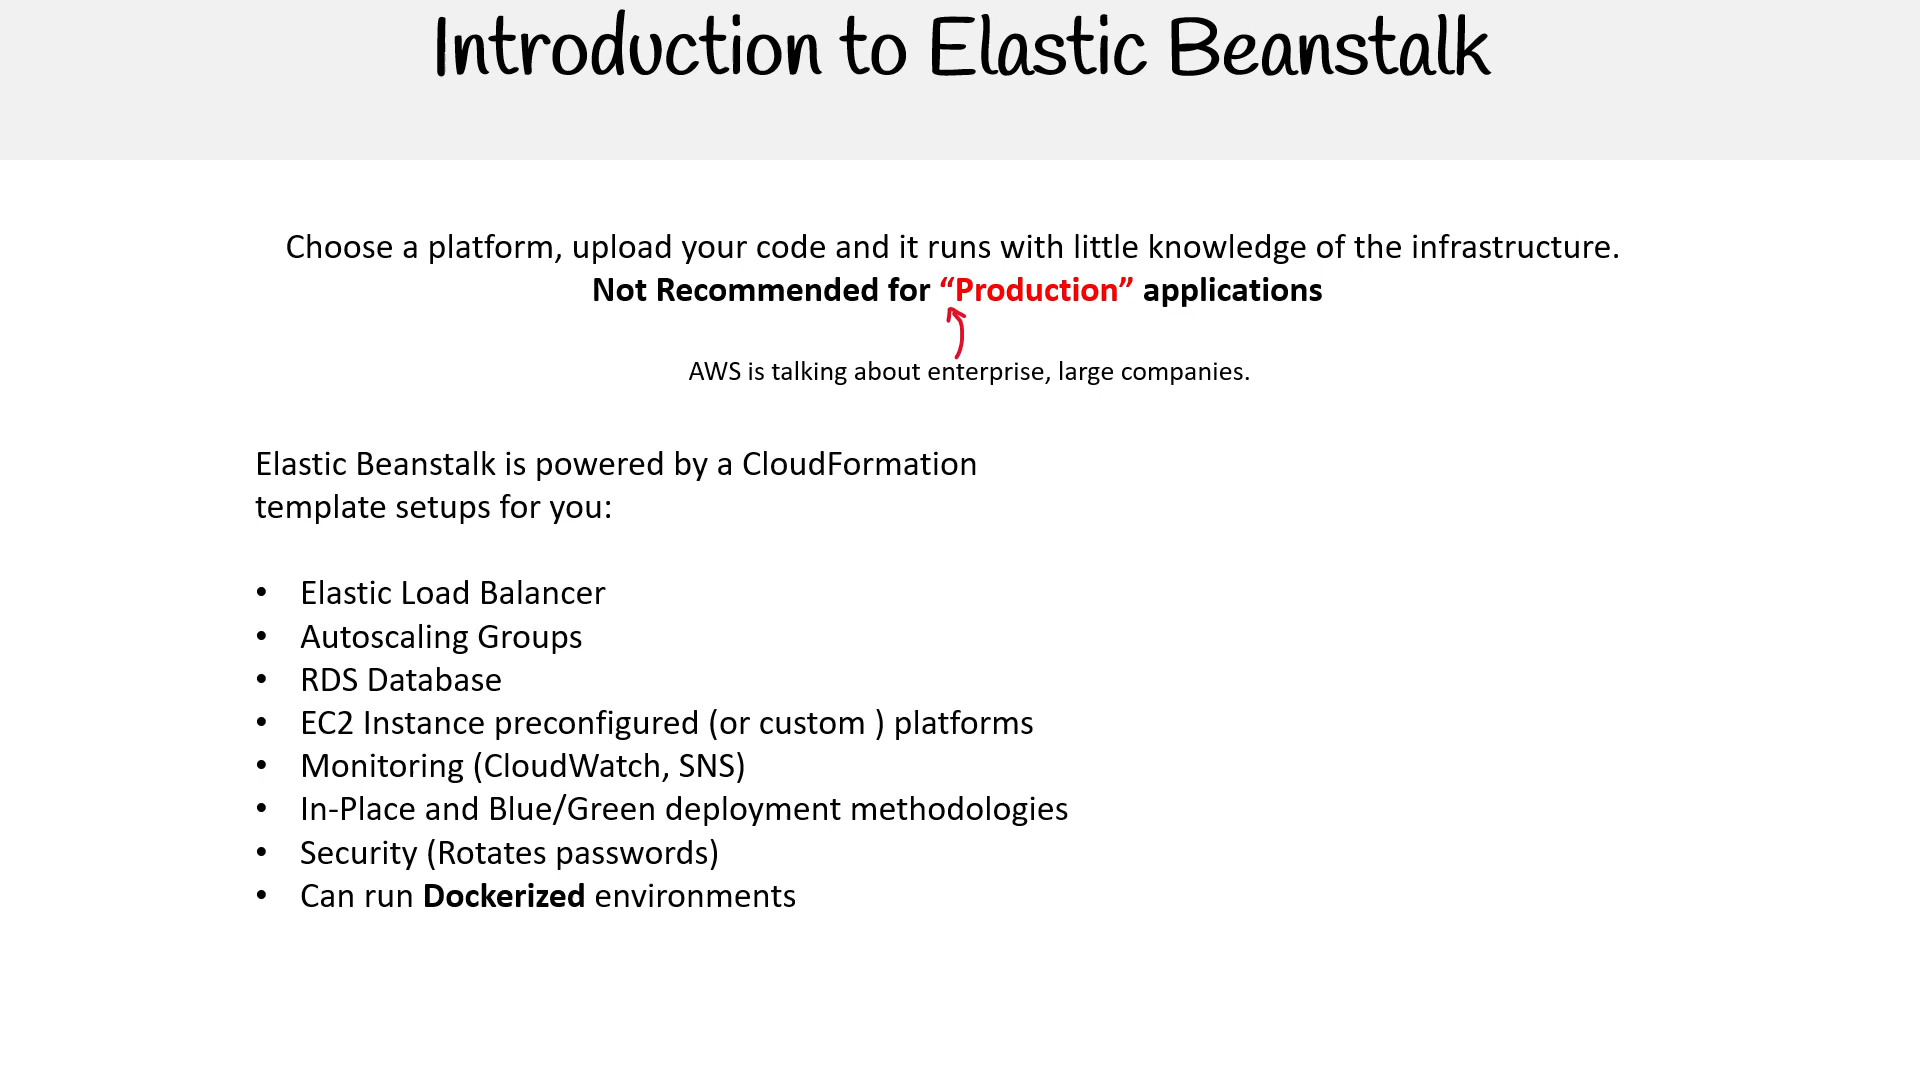 Introduction to Elastic Beanstalk
Choose a platform, upload your code and it runs with little knowledge of the infrastructure.
Not Recommended for “Production” applications
AWS is talking about enterprise, large companies.
Elastic Beanstalk is powered by a CloudFormation
template setups for you:
• Elastic Load Balancer
• Autoscaling Groups
• RDS Database
• EC2 Instance preconfigured (or custom ) platforms
• Monitoring (CloudWatch, SNS)
• In-Place and Blue/Green deployment methodologies
• Security (Rotates passwords)
• Can run Dockerized environments